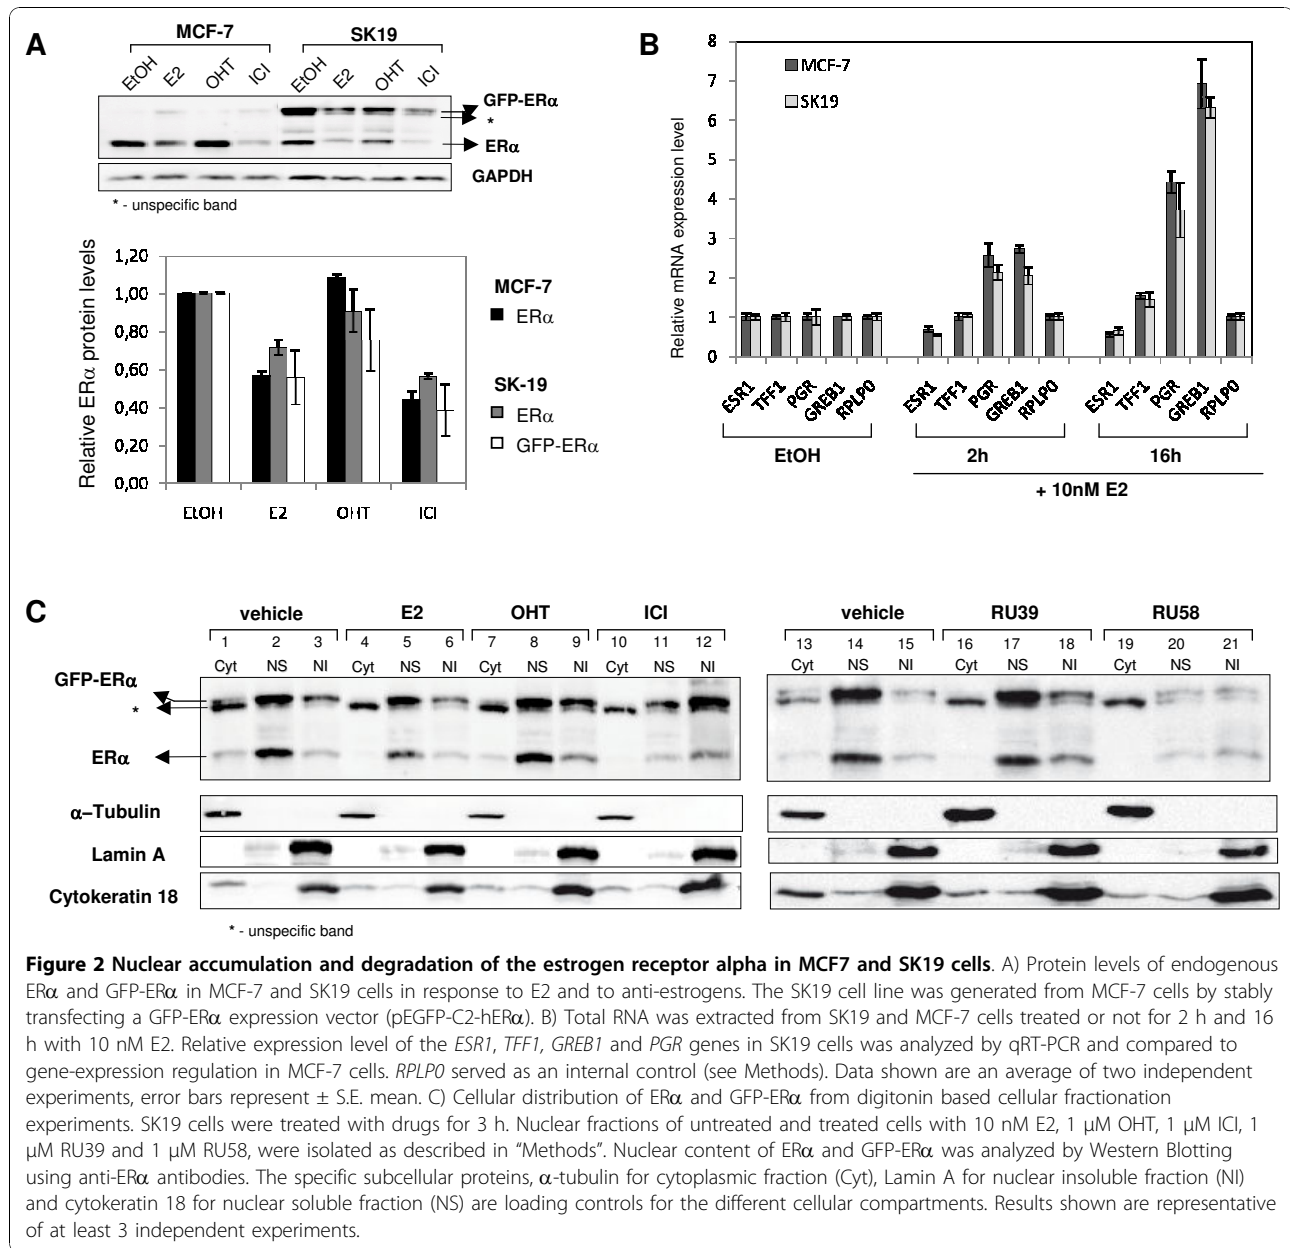 A
MCF-7 SK19
EtOH E2 OHT ICI EtOH E2 OHT ICI
GFP-ERα
*
ERα
GAPDH
* - unspecific band
Relative ERα protein levels
1,20
1,00
0,80
0,60
0,40
0,20
0,00
EtOH E2 OHT ICI
MCF-7
ERα
SK-19
ERα
GFP-ERα
B
Relative mRNA expression level
8
7
6
5
4
3
2
1
0
MCF-7
SK19
ESR1 TFF1 PGR GREB1 RPLP0 ESR1 TFF1 PGR GREB1 RPLP0 ESR1 TFF1 PGR GREB1 RPLP0
EtOH 2h 16h
+ 10nM E2
C
vehicle E2 OHT ICI vehicle RU39 RU58
1 2 3 4 5 6 7 8 9 10 11 12 13 14 15 16 17 18 19 20 21
Cyt NS NI Cyt NS NI Cyt NS NI Cyt NS NI Cyt NS NI Cyt NS NI Cyt NS NI
GFP-ERα
*
ERα
α–Tubulin
Lamin A
Cytokeratin 18
* - unspecific band
Figure 2 Nuclear accumulation and degradation of the estrogen receptor alpha in MCF7 and SK19 cells. A) Protein levels of endogenous
ERα and GFP-ERα in MCF-7 and SK19 cells in response to E2 and to anti-estrogens. The SK19 cell line was generated from MCF-7 cells by stably
transfecting a GFP-ERα expression vector (pEGFP-C2-hERα). B) Total RNA was extracted from SK19 and MCF-7 cells treated or not for 2 h and 16
h with 10 nM E2. Relative expression level of the ESR1, TFF1, GREB1 and PGR genes in SK19 cells was analyzed by qRT-PCR and compared to
gene-expression regulation in MCF-7 cells. RPLP0 served as an internal control (see Methods). Data shown are an average of two independent
experiments, error bars represent ± S.E. mean. C) Cellular distribution of ERα and GFP-ERα from digitonin based cellular fractionation
experiments. SK19 cells were treated with drugs for 3 h. Nuclear fractions of untreated and treated cells with 10 nM E2, 1 μM OHT, 1 μM ICI, 1
μM RU39 and 1 μM RU58, were isolated as described in “Methods”. Nuclear content of ERα and GFP-ERα was analyzed by Western Blotting
using anti-ERα antibodies. The specific subcellular proteins, α-tubulin for cytoplasmic fraction (Cyt), Lamin A for nuclear insoluble fraction (NI)
and cytokeratin 18 for nuclear soluble fraction (NS) are loading controls for the different cellular compartments. Results shown are representative
of at least 3 independent experiments.